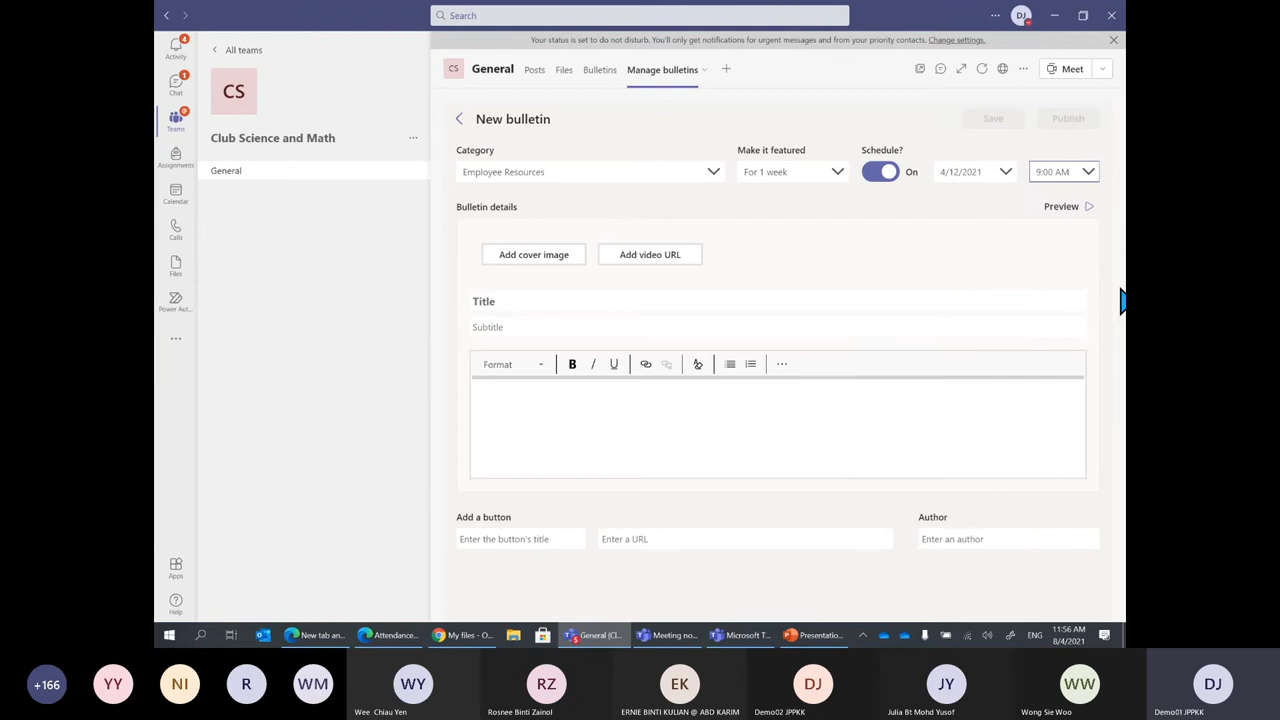 Search
DJ
Your status is set to do not disturb. You'll only get notifications for urgent messages and from your priority contacts. Change settings.
4
Activity
1
Chat
Teams
Assignments
Calendar
Calls
Files
Power Aut...
Apps
Help
All teams
CS
Club Science and Math
General
CS
General
Posts
Files
Bulletins
Manage bulletins
Meet
New bulletin
Save
Publish
Category
Make it featured
Schedule?
Employee Resources
For 1 week
On
4/12/2021
9:00 AM
Bulletin details
Preview
Add cover image
Add video URL
Title
Subtitle
Format
B
I
U
Add a button
Author
Enter the button's title
Enter a URL
Enter an author
New tab an...
Attendance...
My files - O...
General (Cl...
Meeting no...
Microsoft T...
Presentatio...
ENG
11:56 AM
8/4/2021
+166
YY
NI
R
WM
WY
Wee Chiau Yen
RZ
Rosnee Binti Zainol
EK
ERNIE BINTI KULIAN @ ABD KARIM
DJ
Demo02 JPPKK
JY
Julia Bt Mohd Yusof
WW
Wong Sie Woo
DJ
Demo01 JPPKK